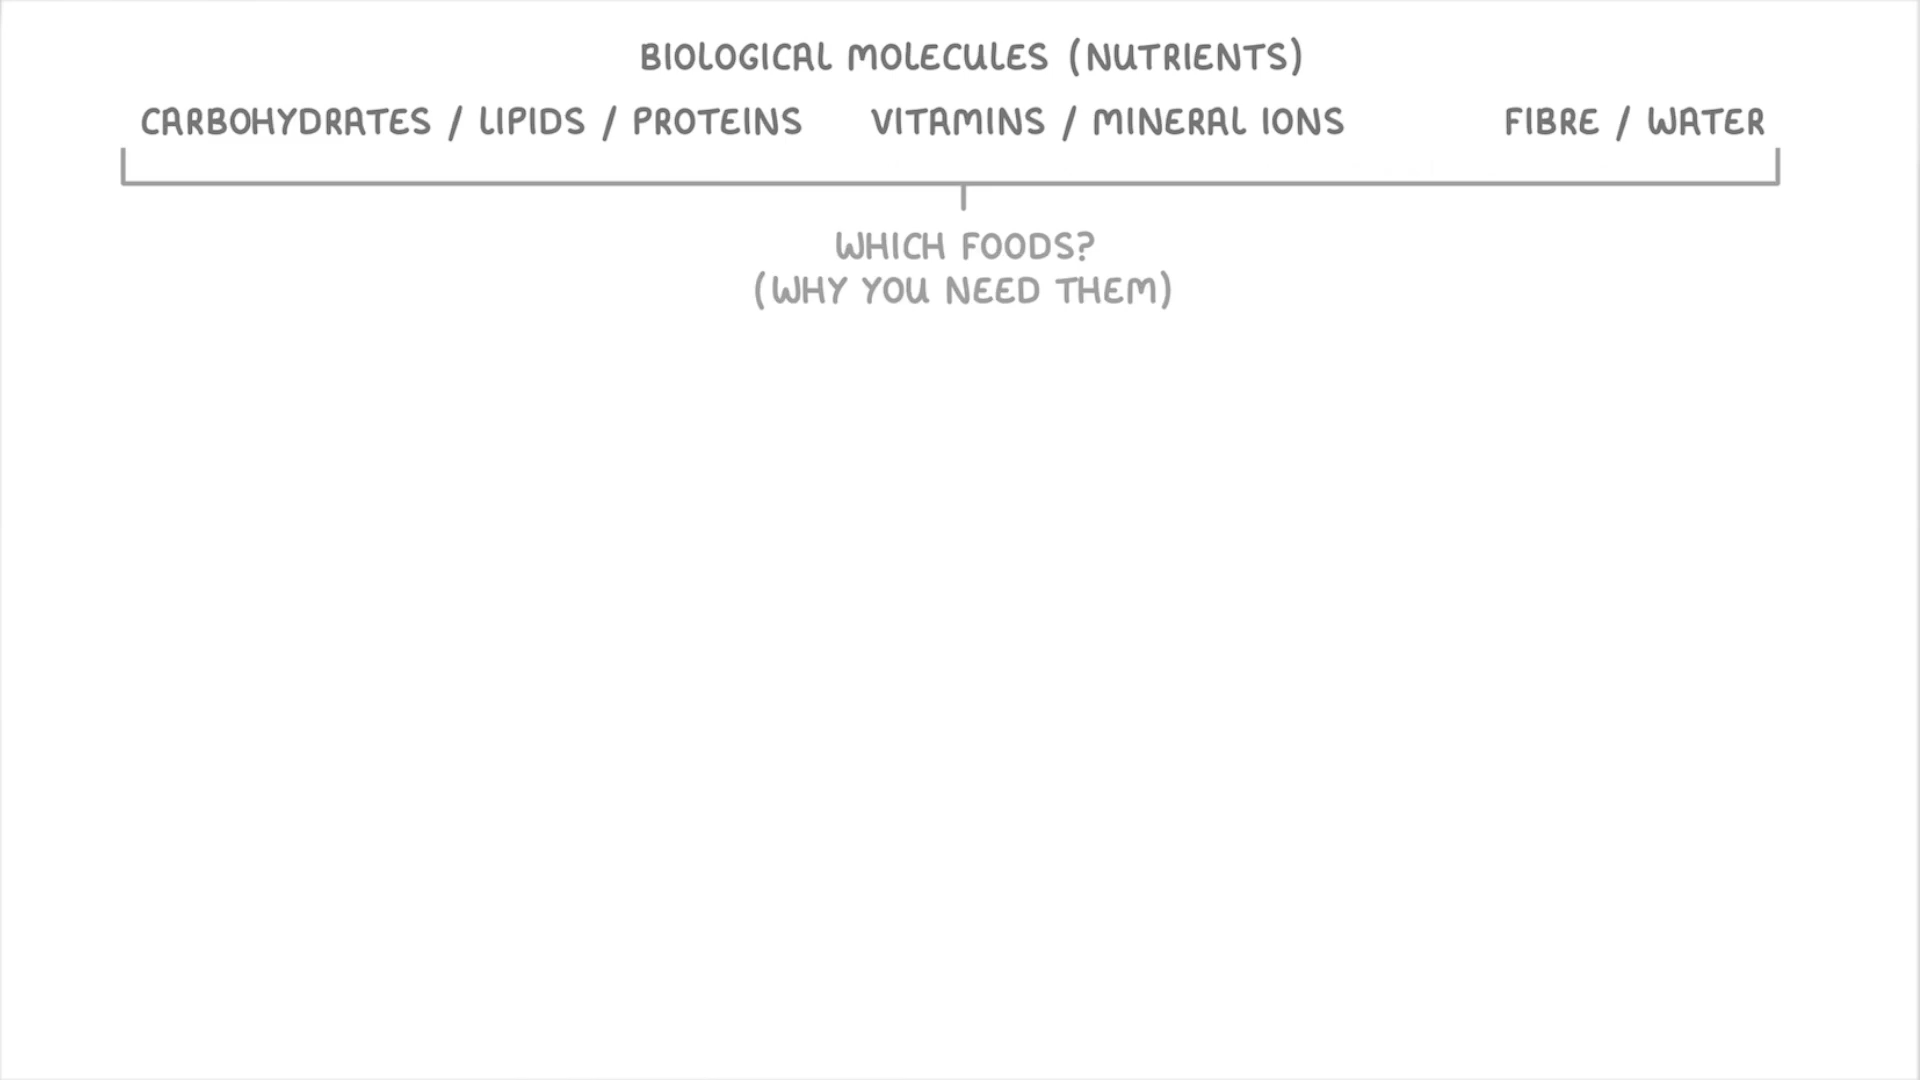 BIOLOGICAL MOLECULES (NUTRIENTS)
CARBOHYDRATES / LIPIDS / PROTEINS VITAMINS / MINERAL IONS FIBRE / WATER
WHICH FOODS?
(WHY YOU NEED THEM)